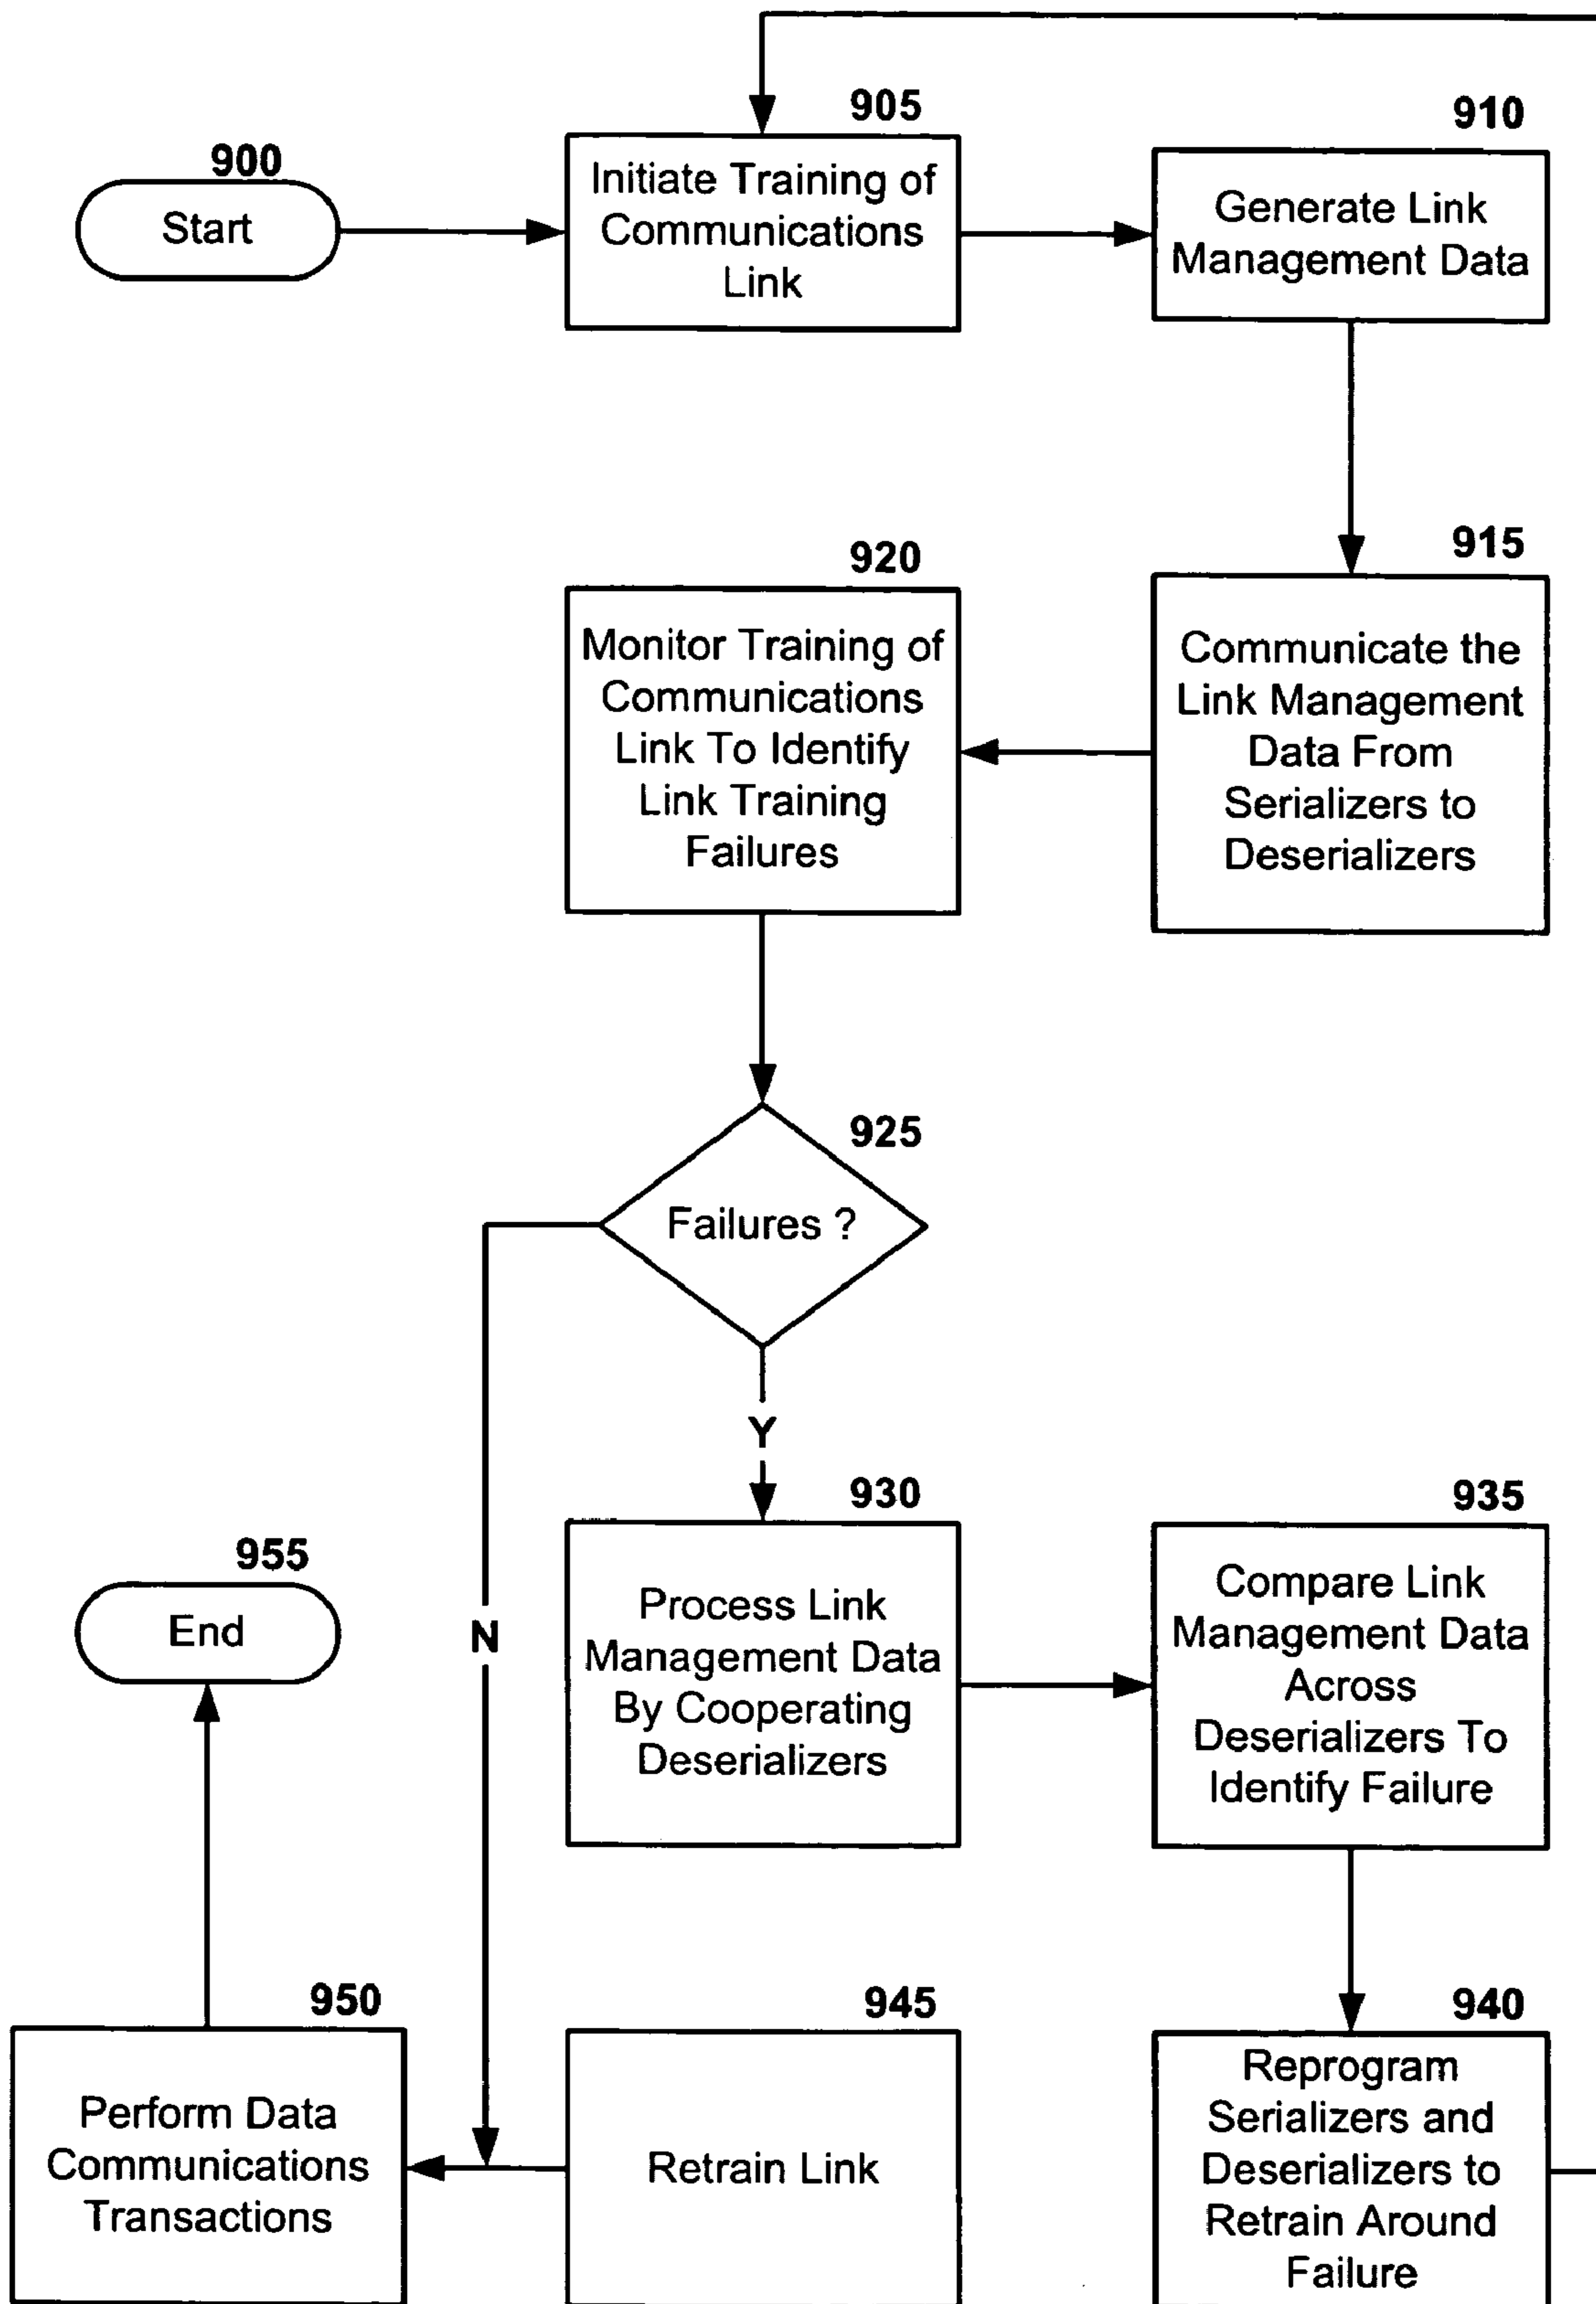 900
Start
905
Initiate Training of
Communications
Link
910
Generate Link
Management Data
915
Communicate the
Link Management
Data From
Serializers to
Deserializers
920
Monitor Training of
Communications
Link To Identify
Link Training
Failures
925
Failures ?
Y
N
930
Process Link
Management Data
By Cooperating
Deserializers
935
Compare Link
Management Data
Across
Deserializers To
Identify Failure
940
Reprogram
Serializers and
Deserializers to
Retrain Around
Failure
945
Retrain Link
950
Perform Data
Communications
Transactions
955
End